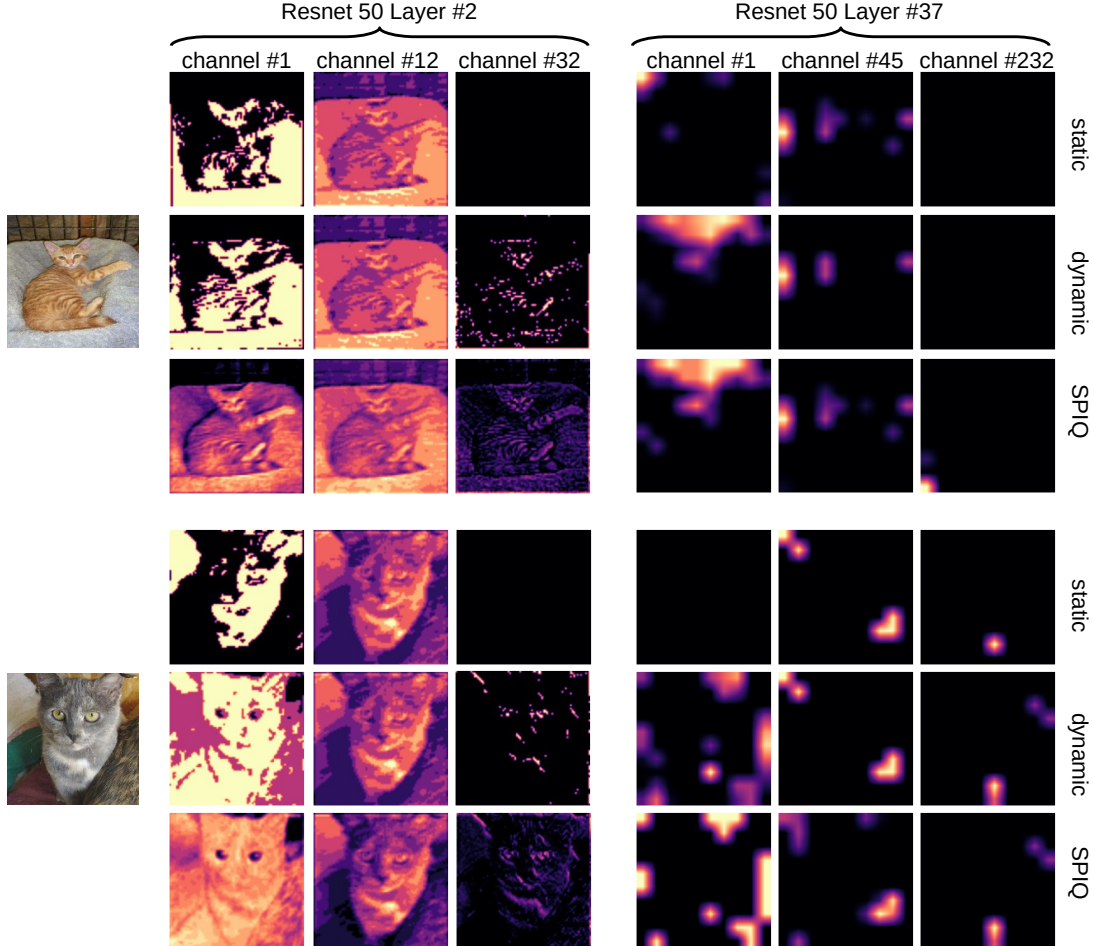 Resnet 50 Layer #2 Resnet 50 Layer #37
channel #1 channel #12 channel #32 channel #1 channel #45 channel #232
static
dynamic
SPIQ
static
dynamic
SPIQ